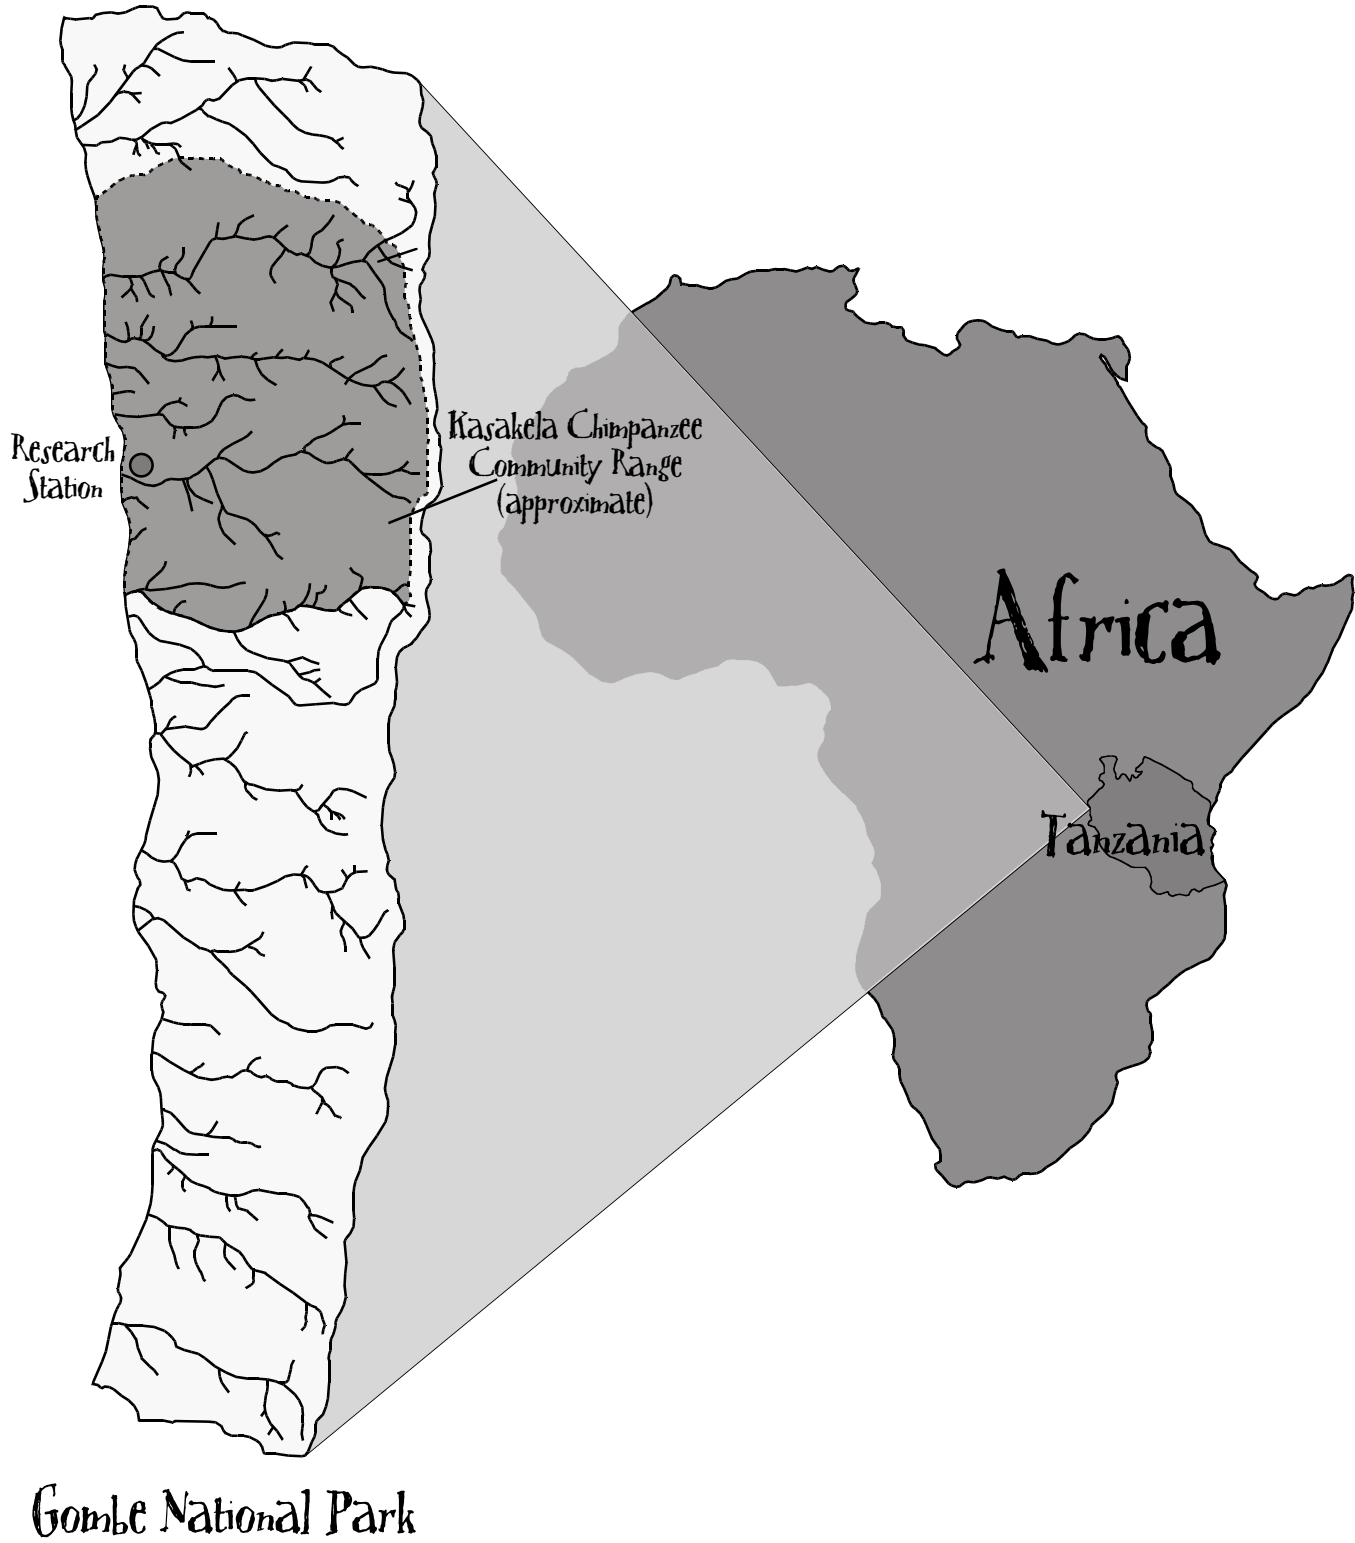 Research
Station
Kasakela Chimpanzee
Community Range
(approximate)
Africa
Tanzania
Gombe National Park